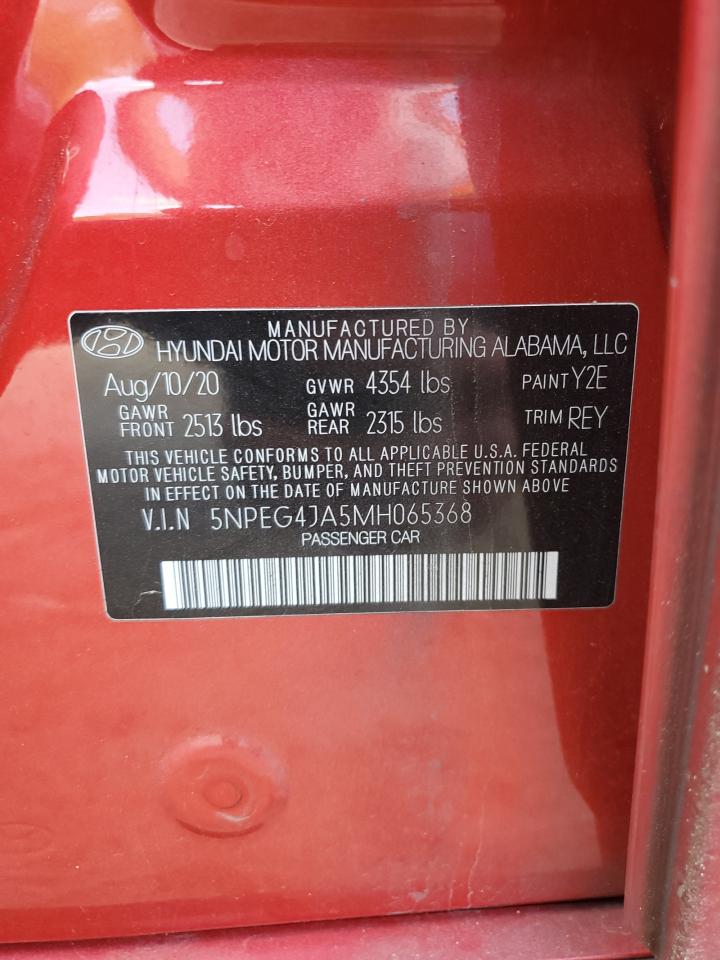 MANUFACTURED BY
HYUNDAI MOTOR MANUFACTURING ALABAMA, LLC
Aug/10/20 GVWR 4354 lbs PAINT Y2E
GAWR FRONT 2513 lbs GAWR REAR 2315 lbs TRIM REY
THIS VEHICLE CONFORMS TO ALL APPLICABLE U.S.A. FEDERAL
MOTOR VEHICLE SAFETY, BUMPER, AND THEFT PREVENTION STANDARDS
IN EFFECT ON THE DATE OF MANUFACTURE SHOWN ABOVE
V.I.N 5NPEG4JA5MH065368
PASSENGER CAR